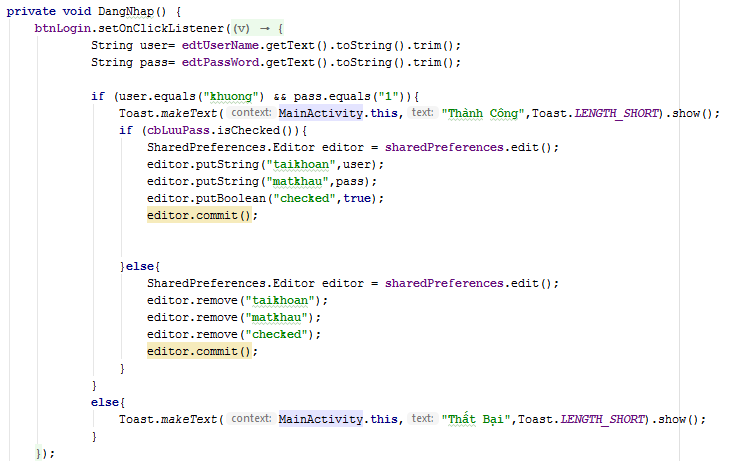 private void DangNhap() {
    btnLogin.setOnClickListener((v) → {
            String user= edtUserName.getText().toString().trim();
            String pass= edtPassWord.getText().toString().trim();

            if (user.equals("khuong") && pass.equals("1")){
                Toast.makeText( context: MainActivity.this, text: "Thành Công",Toast.LENGTH_SHORT).show();
                if (cbLuuPass.isChecked()){
                    SharedPreferences.Editor editor = sharedPreferences.edit();
                    editor.putString("taikhoan",user);
                    editor.putString("matkhau",pass);
                    editor.putBoolean("checked",true);
                    editor.commit();


                }else{
                    SharedPreferences.Editor editor = sharedPreferences.edit();
                    editor.remove("taikhoan");
                    editor.remove("matkhau");
                    editor.remove("checked");
                    editor.commit();
                }
            }
            else{
                Toast.makeText( context: MainActivity.this, text: "Thất Bại",Toast.LENGTH_SHORT).show();
            }
    });